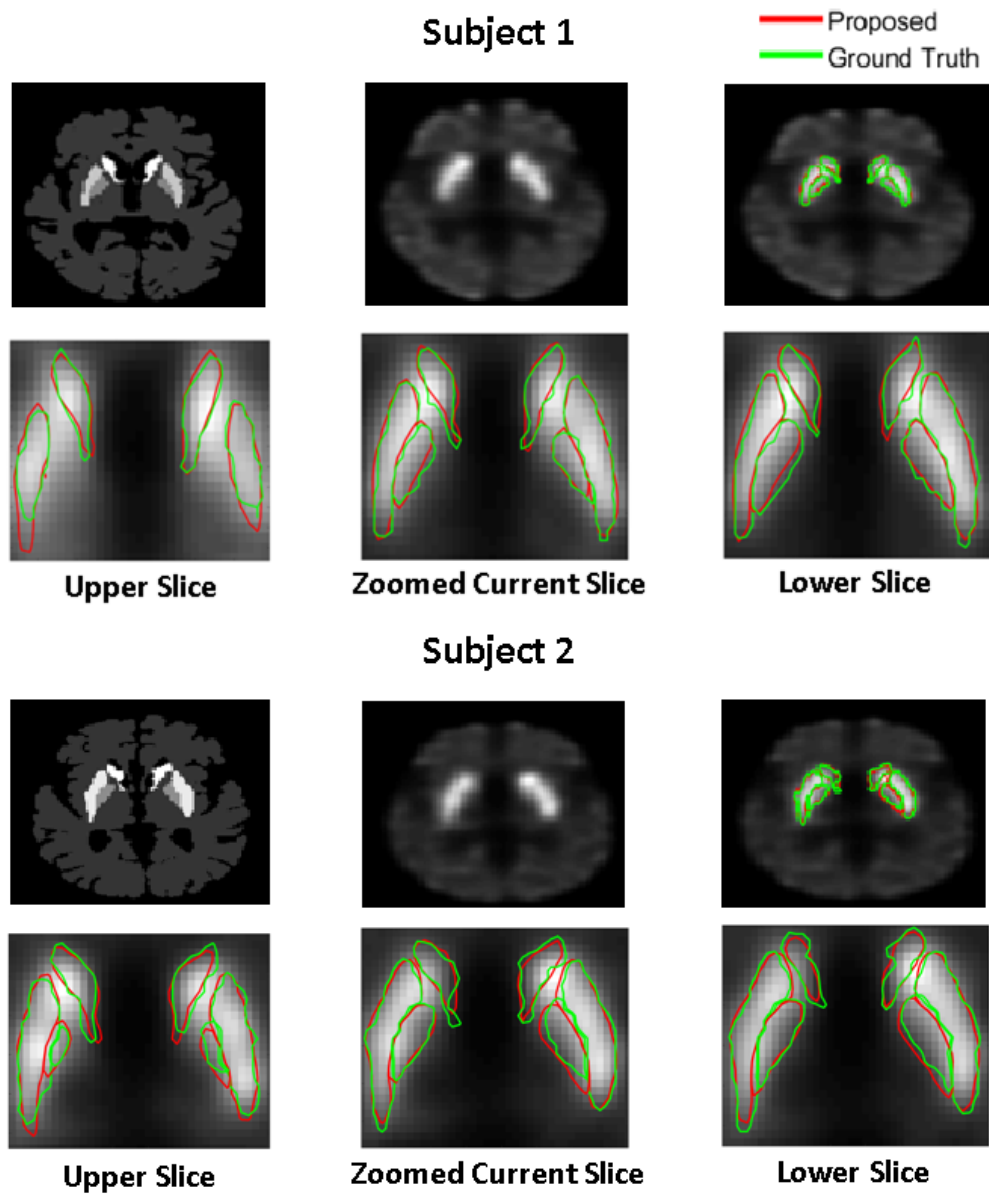 Subject 1
Proposed
Ground Truth
Upper Slice
Zoomed Current Slice
Lower Slice
Subject 2
Upper Slice
Zoomed Current Slice
Lower Slice